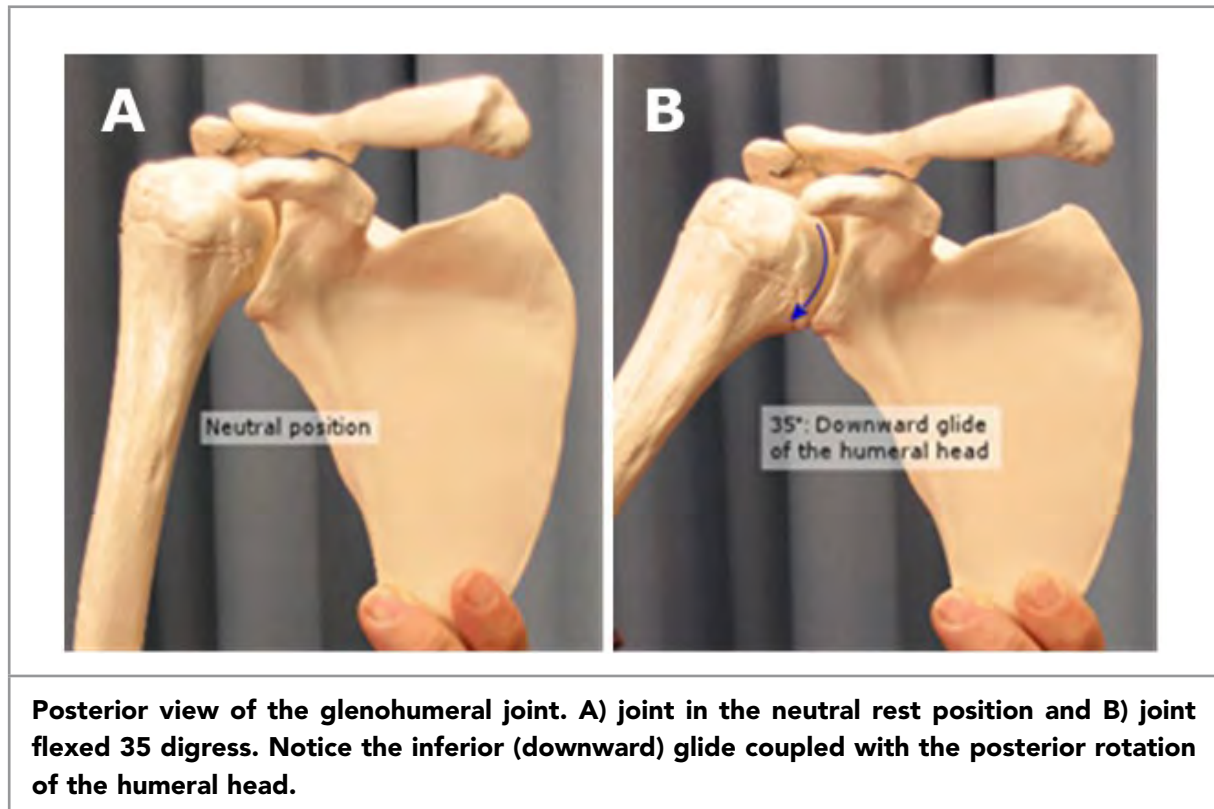 A
B
Neutral position
35°: Downward glide
of the humeral head
Posterior view of the glenohumeral joint. A) joint in the neutral rest position and B) joint
flexed 35 digress. Notice the inferior (downward) glide coupled with the posterior rotation
of the humeral head.